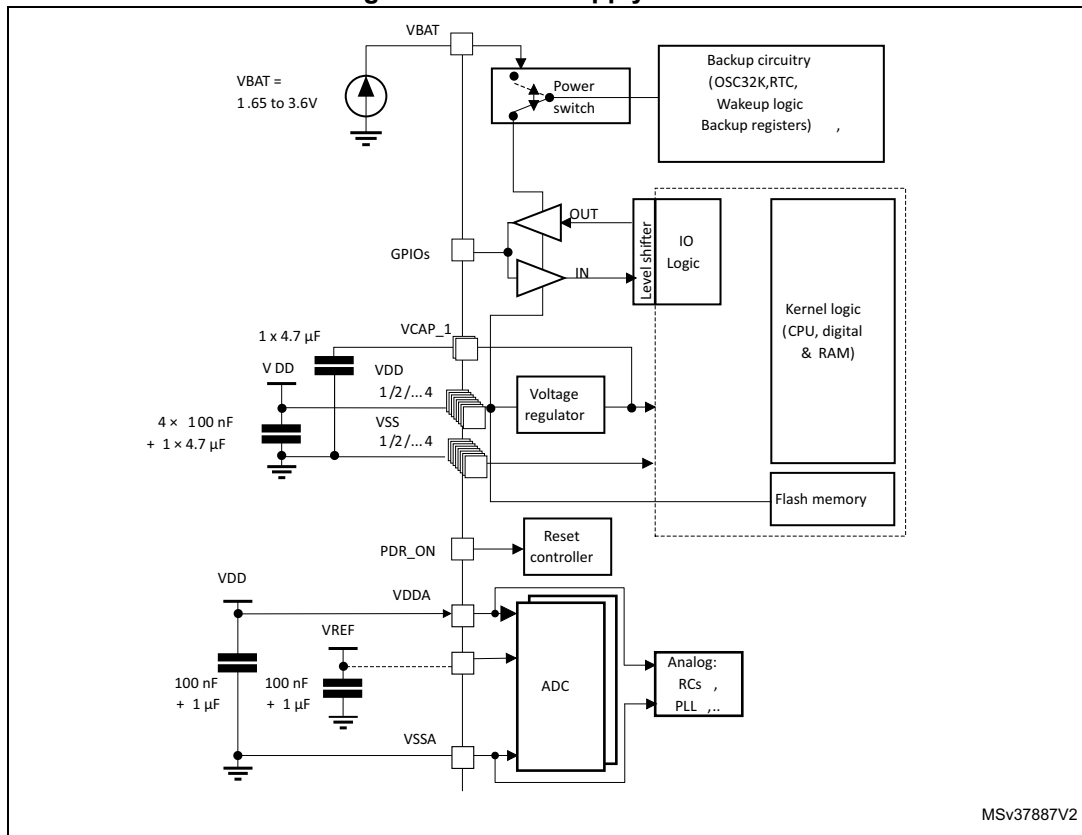 VBAT
VBAT =
1.65 to 3.6V
Power
switch
Backup circuitry
(OSC32K,RTC,
Wakeup logic
Backup registers) ,
OUT
GPIOs
IN
Level shifter
IO
Logic
Kernel logic
(CPU, digital
& RAM)
VCAP_1
1 x 4.7 µF
V DD
VDD
1/2/... 4
4 × 100 nF
+ 1 × 4.7 µF
VSS
1/2/... 4
Voltage
regulator
Flash memory
PDR_ON
Reset
controller
VDD
VDDA
VREF
100 nF
+ 1 µF
100 nF
+ 1 µF
ADC
Analog:
RCs ,
PLL ,..
VSSA
MSv37887V2